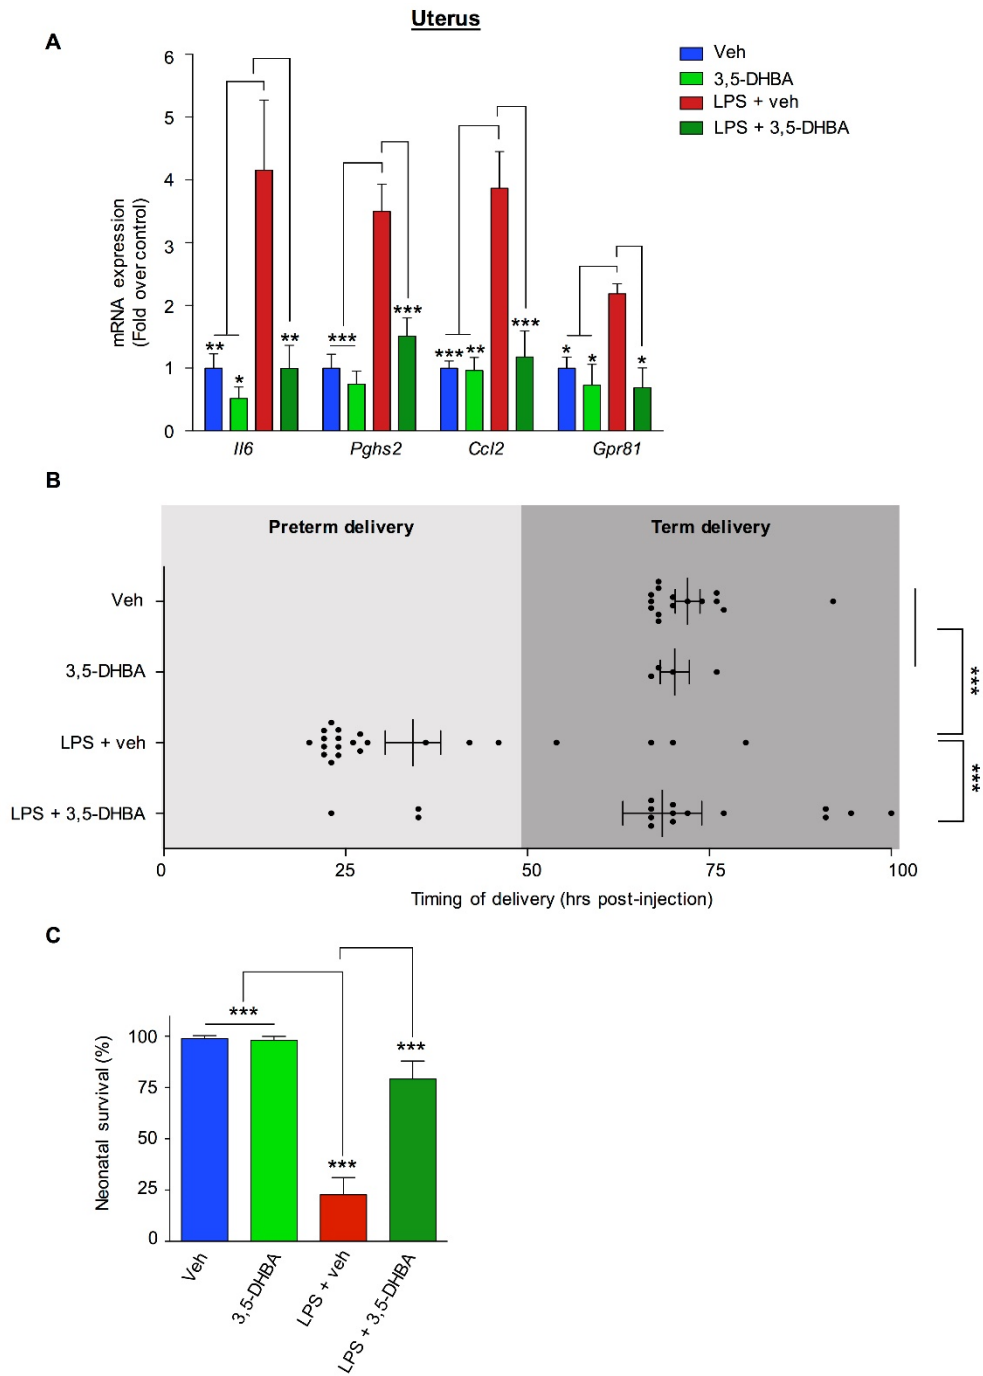 Uterus
A
Veh
3,5-DHBA
LPS + veh
LPS + 3,5-DHBA
mRNA expression
(Fold over control)
6
5
4
3
2
1
0
** * ** *** *** *** ** *** * * *
Il6 Pghs2 Ccl2 Gpr81
B
Preterm delivery Term delivery
Veh
3,5-DHBA
LPS + veh
LPS + 3,5-DHBA
***
***
0 25 50 75 100
Timing of delivery (hrs post-injection)
C
Neonatal survival (%)
100
75
50
25
0
***
***
***
Veh
3,5-DHBA
LPS + veh
LPS + 3,5-DHBA